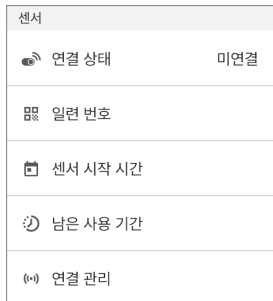 센서
연결 상태 미연결
일련 번호
센서 시작 시간
남은 사용 기간
연결 관리